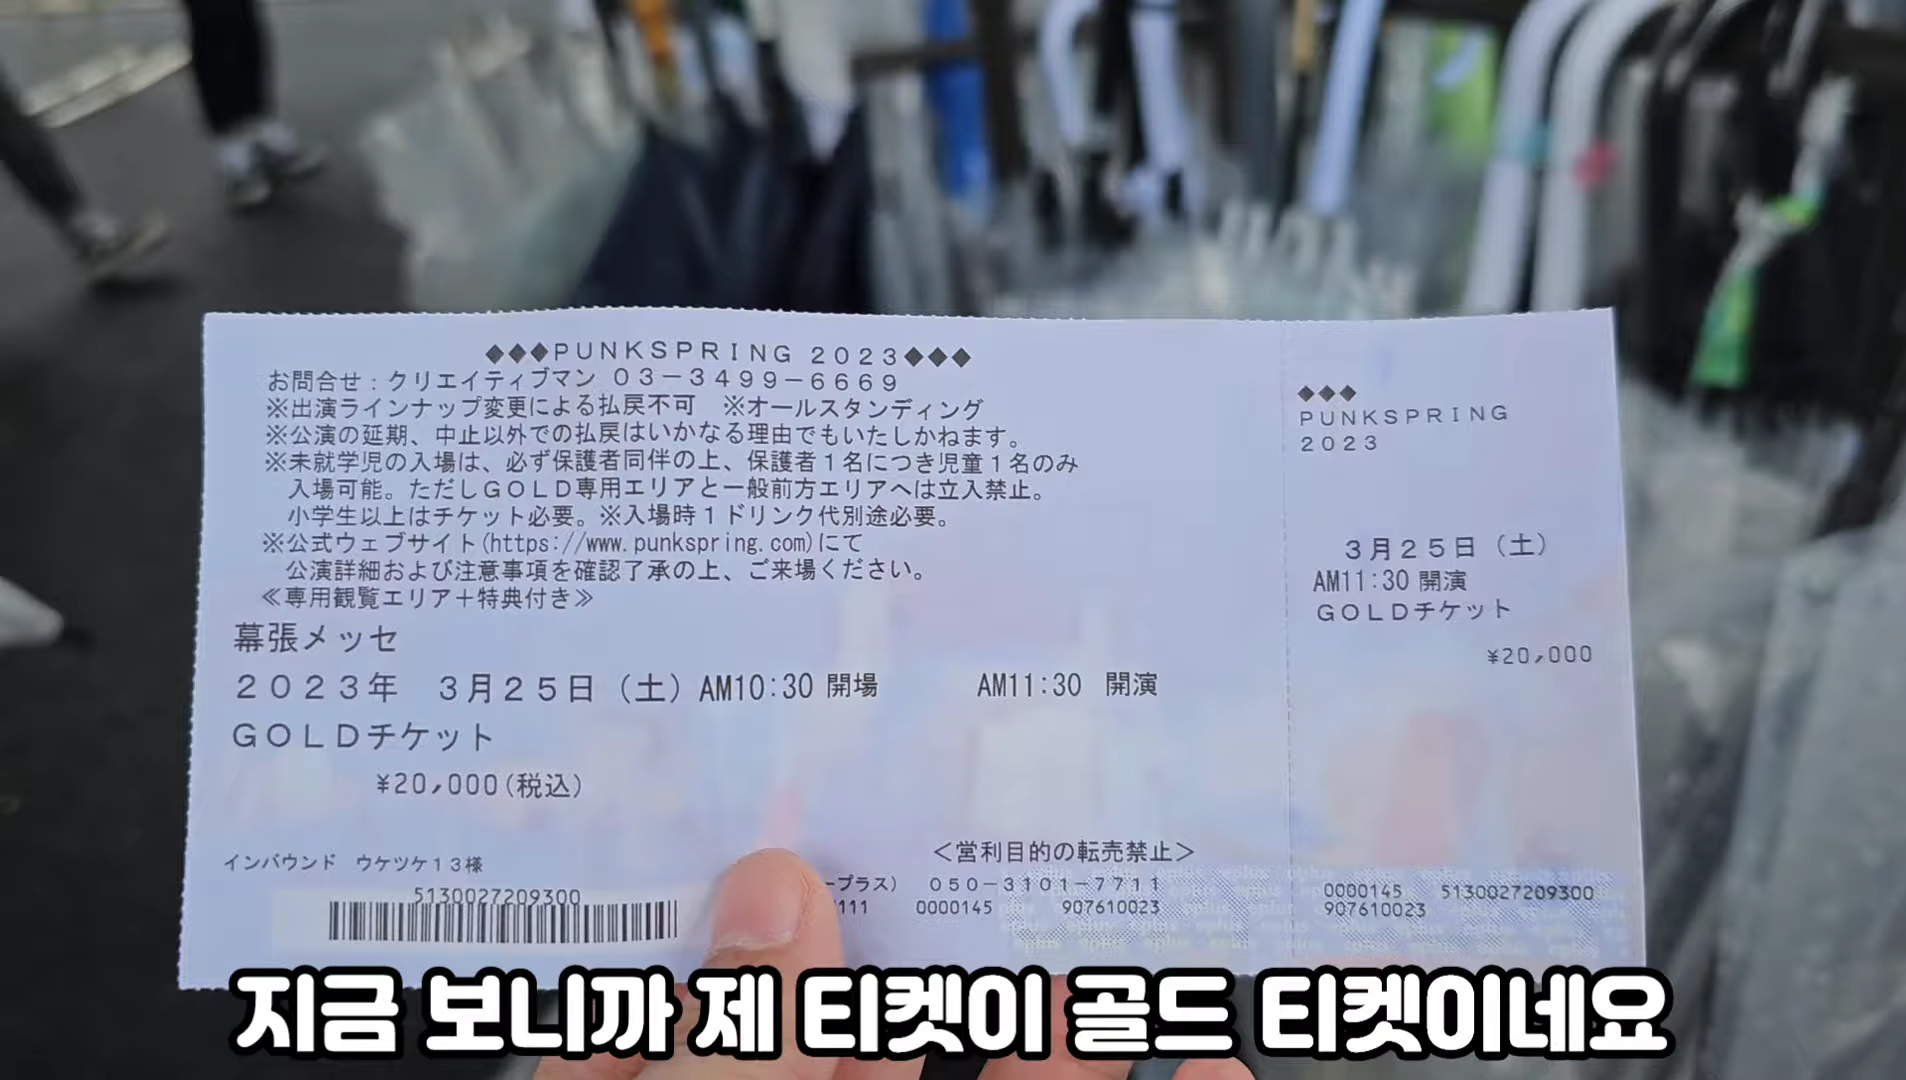 ◆◆◆PUNKSPRING 2023◆◆◆
お問合せ：クリエイティブマン 03-3499-6669
※出演ラインナップ変更による払戻不可　※オールスタンディング
※公演の延期、中止以外での払戻はいかなる理由でもいたしかねます。
※未就学児の入場は、必ず保護者同伴の上、保護者1名につき児童1名のみ
入場可能。ただしGOLD専用エリアと一般前方エリアへは立入禁止。
小学生以上はチケット必要。※入場時1ドリンク代別途必要。
※公式ウェブサイト(https://www.punkspring.com)にて
公演詳細および注意事項を確認了承の上、ご来場ください。
≪専用観覧エリア＋特典付き≫
幕張メッセ
2023年　3月25日（土）AM10:30 開場　AM11:30 開演
GOLDチケット
¥20,000(税込)
インバウンド　ウケツケ13様
＜営利目的の転売禁止＞
5130027209300
ープラス） 050-3101-7711
111　0000145　907610023
◆◆◆
PUNKSPRING
2023
3月25日（土）
AM11:30 開演
GOLDチケット
¥20,000
0000145　5130027209300
907610023
지금 보니까 제 티켓이 골드 티켓이네요